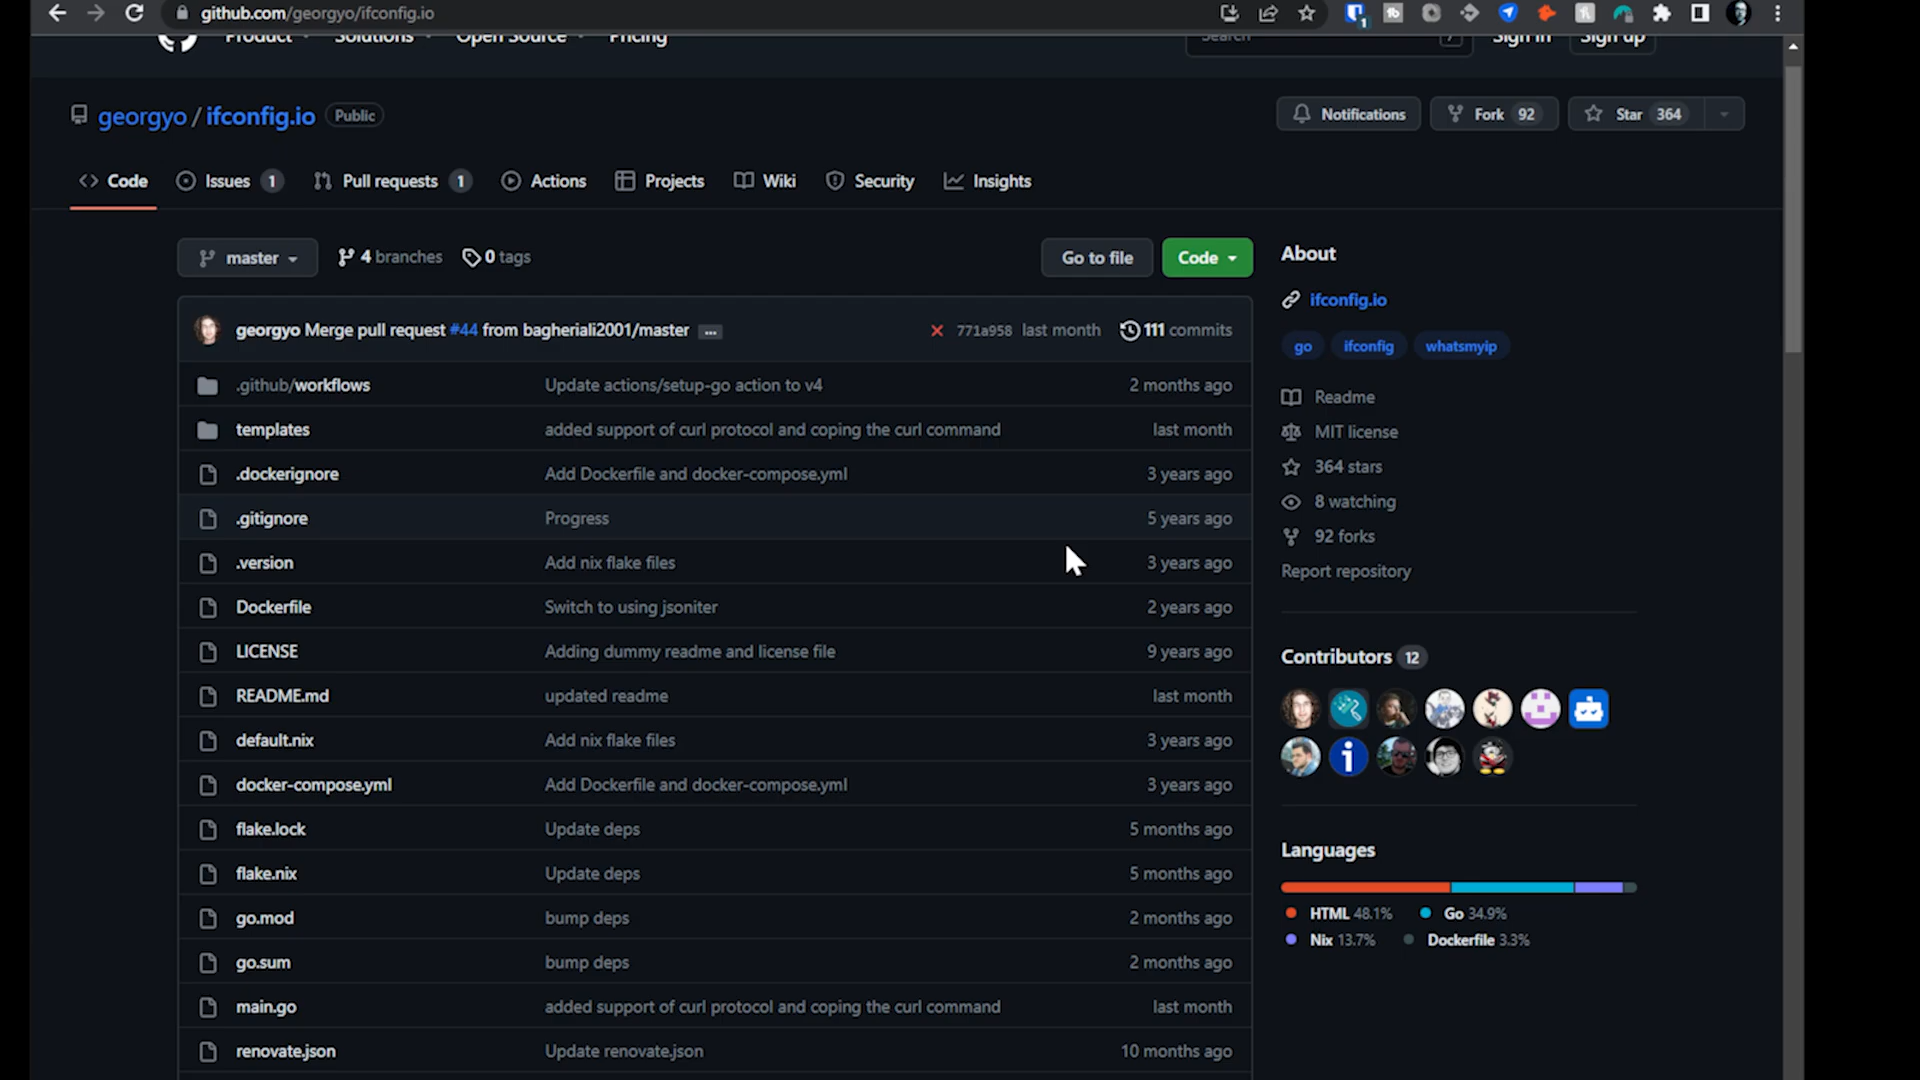 github.com/georgyo/ifconfig.io
Product Solutions Open Source Pricing Search / Sign in Sign up
georgyo / ifconfig.io Public
Notifications Fork 92 Star 364
Code Issues 1 Pull requests 1 Actions Projects Wiki Security Insights
master 4 branches 0 tags Go to file Code
georgyo Merge pull request #44 from bagheriali2001/master ... 771a958 last month 111 commits
.github/workflows Update actions/setup-go action to v4 2 months ago
templates added support of curl protocol and coping the curl command last month
.dockerignore Add Dockerfile and docker-compose.yml 3 years ago
.gitignore Progress 5 years ago
.version Add nix flake files 3 years ago
Dockerfile Switch to using jsoniter 2 years ago
LICENSE Adding dummy readme and license file 9 years ago
README.md updated readme last month
default.nix Add nix flake files 3 years ago
docker-compose.yml Add Dockerfile and docker-compose.yml 3 years ago
flake.lock Update deps 5 months ago
flake.nix Update deps 5 months ago
go.mod bump deps 2 months ago
go.sum bump deps 2 months ago
main.go added support of curl protocol and coping the curl command last month
renovate.json Update renovate.json 10 months ago
About
ifconfig.io
go ifconfig whatsmyip
Readme
MIT license
364 stars
8 watching
92 forks
Report repository
Contributors 12
Languages
HTML 48.1% Go 34.9%
Nix 13.7% Dockerfile 3.3%